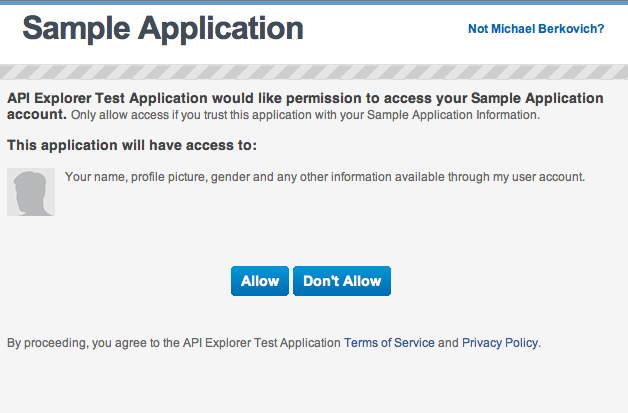 Sample Application
Not Michael Berkovich?
API Explorer Test Application would like permission to access your Sample Application
account. Only allow access if you trust this application with your Sample Application Information.
This application will have access to:
Your name, profile picture, gender and any other information available through my user account.
Allow
Don't Allow
By proceeding, you agree to the API Explorer Test Application Terms of Service and Privacy Policy.